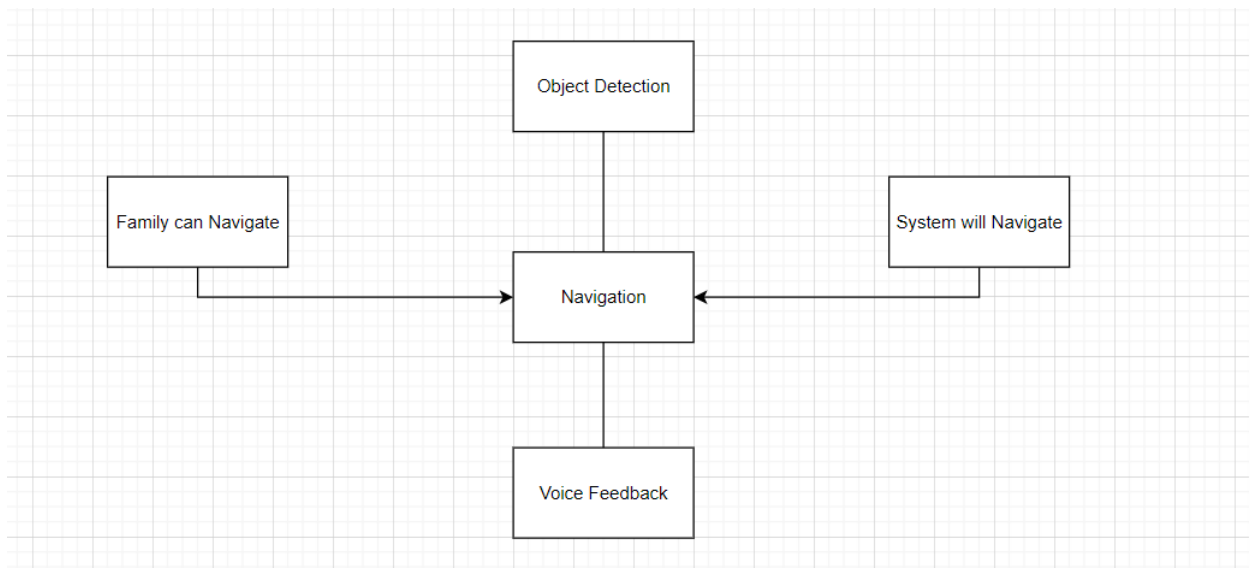 Object Detection
Family can Navigate
System will Navigate
Navigation
Voice Feedback